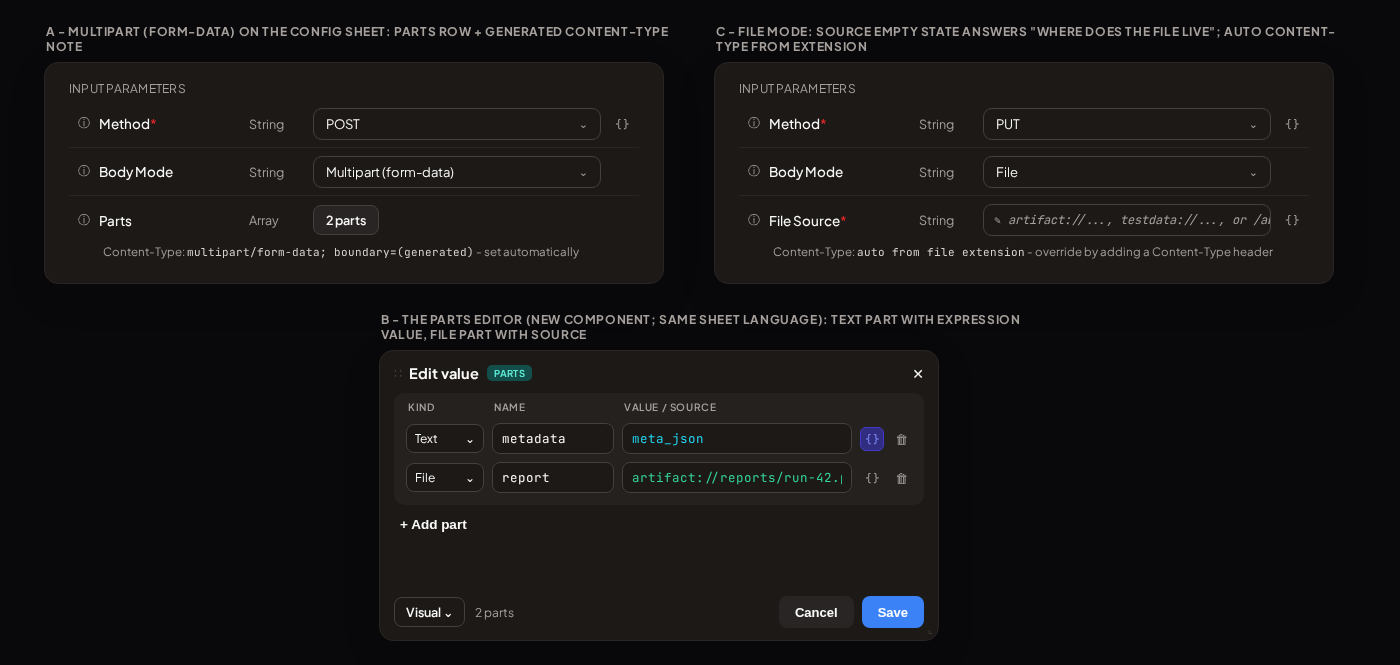 A - MULTIPART (FORM-DATA) ON THE CONFIG SHEET: PARTS ROW + GENERATED CONTENT-TYPE
NOTE
INPUT PARAMETERS
ⓘ Method* String POST ⌄ {}
ⓘ Body Mode String Multipart (form-data) ⌄
ⓘ Parts Array 2 parts
Content-Type: multipart/form-data; boundary=(generated) - set automatically
C - FILE MODE: SOURCE EMPTY STATE ANSWERS "WHERE DOES THE FILE LIVE"; AUTO CONTENT-
TYPE FROM EXTENSION
INPUT PARAMETERS
ⓘ Method* String PUT ⌄ {}
ⓘ Body Mode String File ⌄
ⓘ File Source* String ✎ artifact://..., testdata://..., or {}
Content-Type: auto from file extension - override by adding a Content-Type header
B - THE PARTS EDITOR (NEW COMPONENT; SAME SHEET LANGUAGE): TEXT PART WITH EXPRESSION
VALUE, FILE PART WITH SOURCE
Edit value PARTS ✕
KIND NAME VALUE / SOURCE
Text ⌄ metadata meta_json {}
File ⌄ report artifact://reports/run-42. {}
+ Add part
Visual ⌄ 2 parts Cancel Save